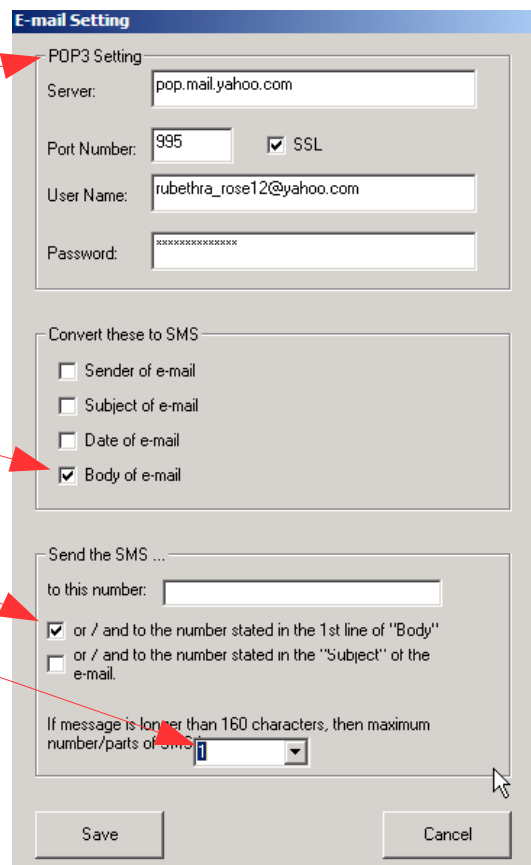 E-mail Setting
POP3 Setting
Server: pop.mail.yahoo.com
Port Number: 995 SSL
User Name: rubethra_rose12@yahoo.com
Password: xxxxxxxxxxxxxx
Convert these to SMS
Sender of e-mail
Subject of e-mail
Date of e-mail
Body of e-mail
Send the SMS ...
to this number:
or / and to the number stated in the 1st line of "Body"
or / and to the number stated in the "Subject" of the
e-mail.
If message is longer than 160 characters, then maximum
number/parts of SMS 1
Save Cancel